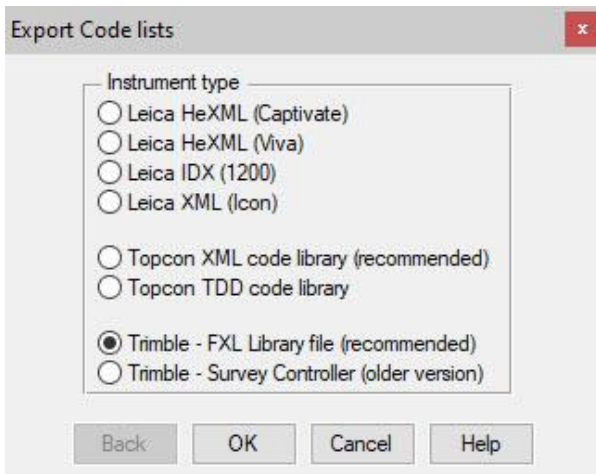 Export Code lists
x
Instrument type
Leica HeXML (Captivate)
Leica HeXML (Viva)
Leica IDX (1200)
Leica XML (Icon)
Topcon XML code library (recommended)
Topcon TDD code library
Trimble - FXL Library file (recommended)
Trimble - Survey Controller (older version)
Back OK Cancel Help